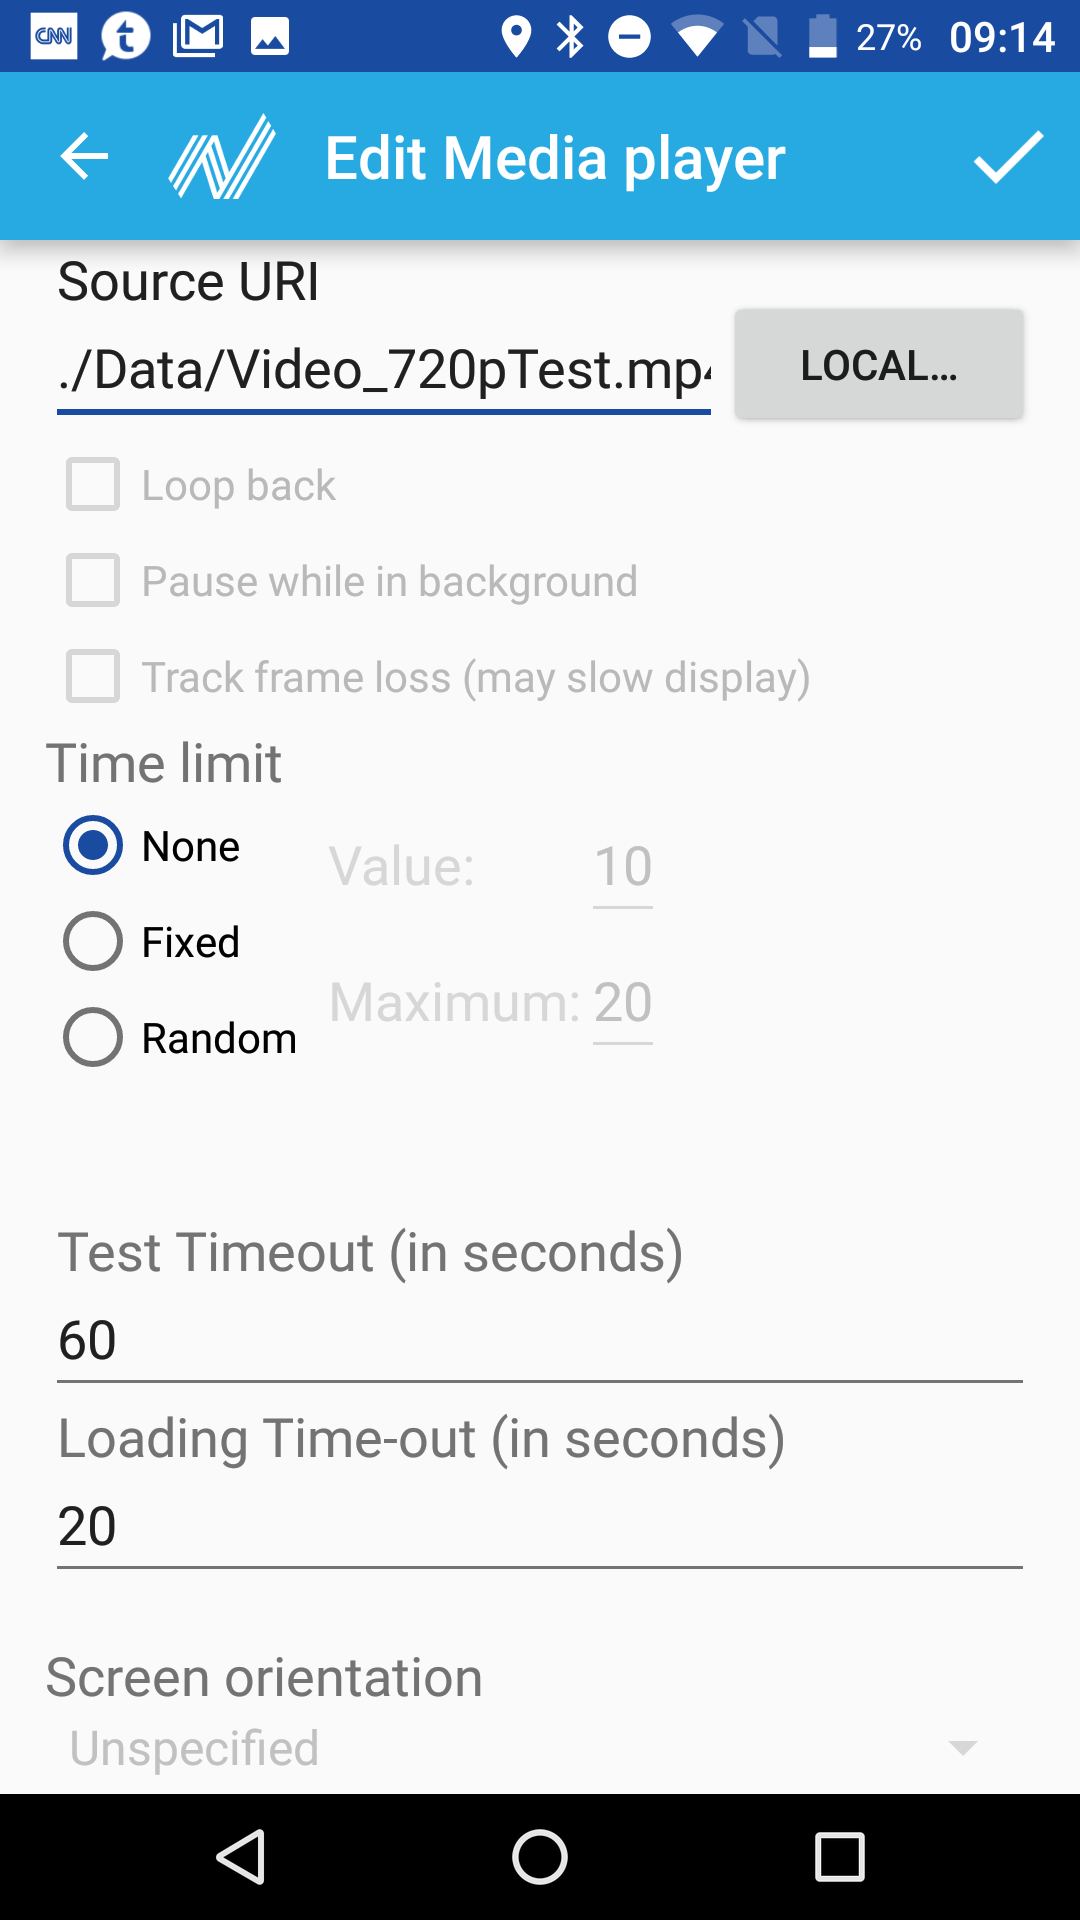 CNN 27% 09:14
Edit Media player
Source URI
./Data/Video_720pTest.mp4
LOCAL...
Loop back
Pause while in background
Track frame loss (may slow display)
Time limit
None
Value: 10
Fixed
Maximum: 20
Random
Test Timeout (in seconds)
60
Loading Time-out (in seconds)
20
Screen orientation
Unspecified